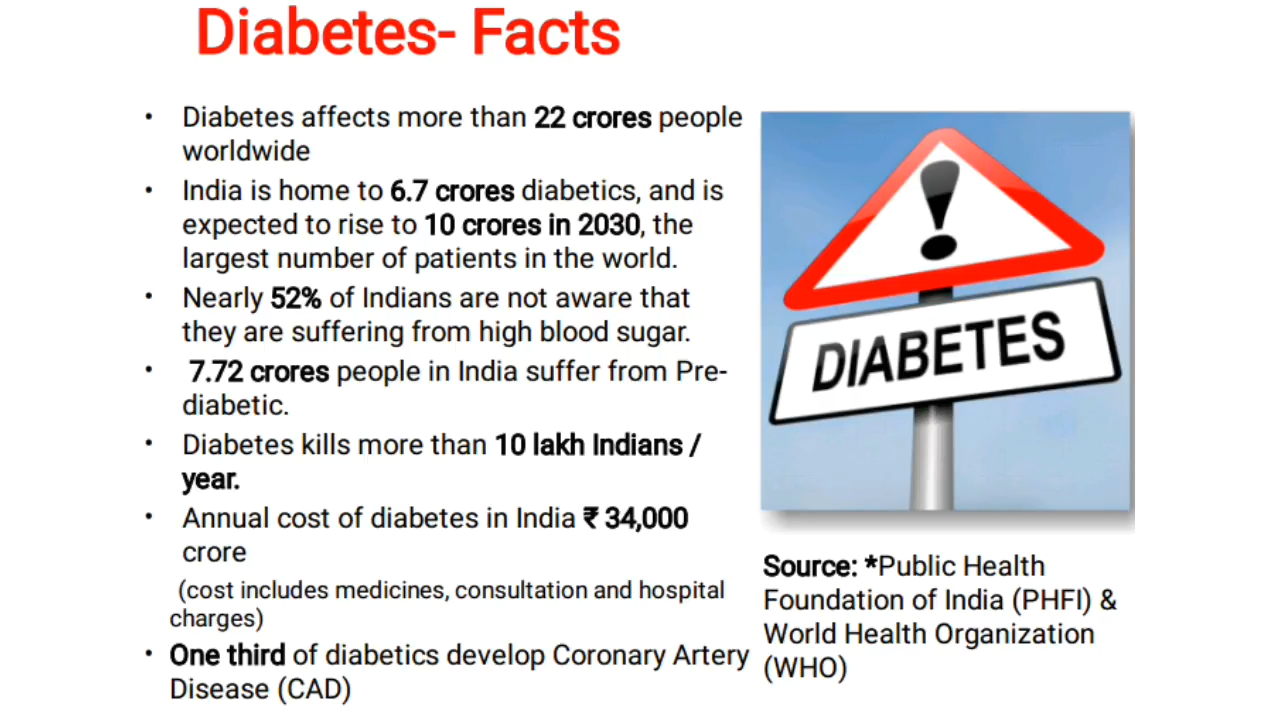 Diabetes- Facts
• Diabetes affects more than 22 crores people
worldwide
• India is home to 6.7 crores diabetics, and is
expected to rise to 10 crores in 2030, the
largest number of patients in the world.
• Nearly 52% of Indians are not aware that
they are suffering from high blood sugar.
• 7.72 crores people in India suffer from Pre-
diabetic.
• Diabetes kills more than 10 lakh Indians /
year.
• Annual cost of diabetes in India ₹ 34,000
crore
(cost includes medicines, consultation and hospital
charges)
• One third of diabetics develop Coronary Artery
Disease (CAD)
!
DIABETES
Source: *Public Health
Foundation of India (PHFI) &
World Health Organization
(WHO)